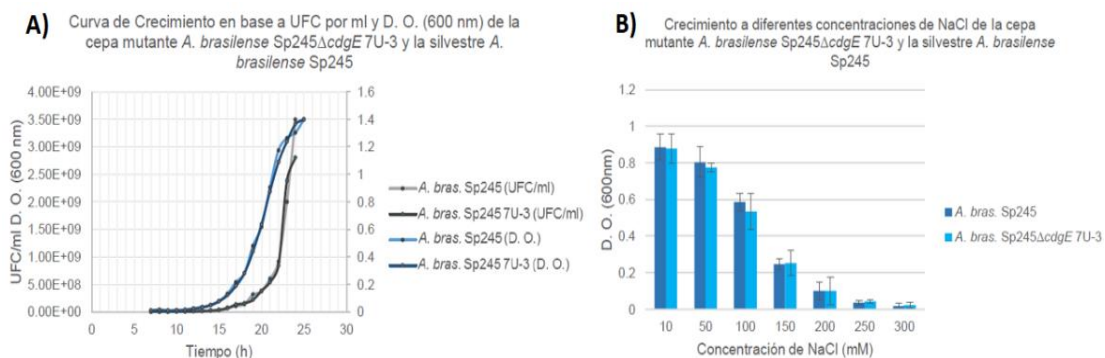 A)
Curva de Crecimiento en base a UFC por ml y D. O. (600 nm) de la
cepa mutante A. brasilense Sp245ΔcdgE 7U-3 y la silvestre A.
brasilense Sp245
UFC/ml D. O. (600 nm)
4.00E+09
3.50E+09
3.00E+09
2.50E+09
2.00E+09
1.50E+09
1.00E+09
5.00E+08
0.00E+00
1.6
1.4
1.2
1
0.8
0.6
0.4
0.2
0
0 5 10 15 20 25 30
Tiempo (h)
A. bras. Sp245 (UFC/ml)
A. bras. Sp245 7U-3 (UFC/ml)
A. bras. Sp245 (D. O.)
A. bras. Sp245 7U-3 (D. O.)
B)
Crecimiento a diferentes concentraciones de NaCl de la cepa
mutante A. brasilense Sp245ΔcdgE 7U-3 y la silvestre A. brasilense
Sp245
D. O. (600nm)
1
0.8
0.6
0.4
0.2
0
10 50 100 150 200 250 300
Concentración de NaCl (mM)
A. bras. Sp245
A. bras. Sp245ΔcdgE 7U-3